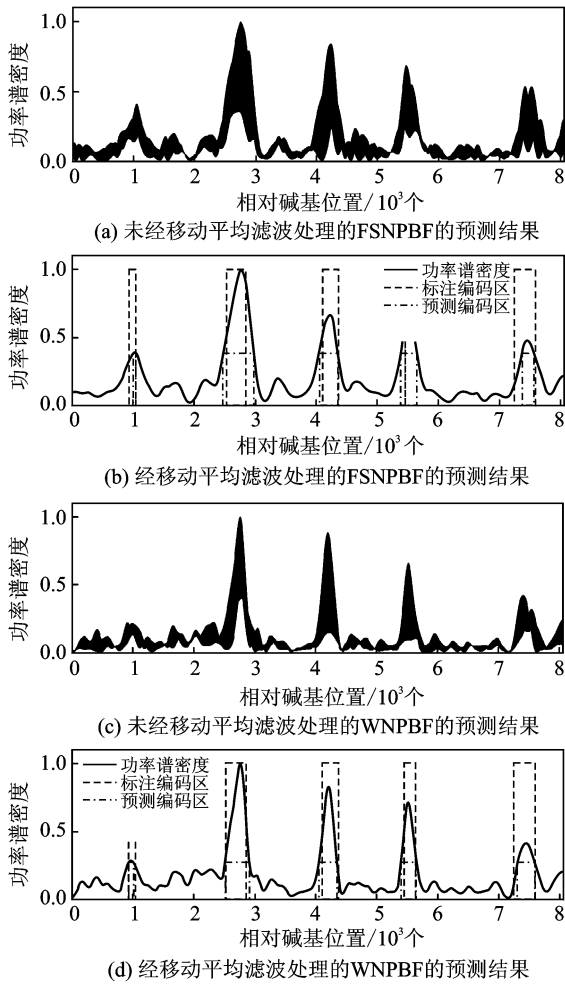 功率谱密度
1.0
0.5
0.0
0 1 2 3 4 5 6 7 8
相对碱基位置/10³个
(a) 未经移动平均滤波处理的FSNPBF的预测结果
功率谱密度
1.0
0.5
0.0
功率谱密度
标注编码区
预测编码区
0 1 2 3 4 5 6 7 8
相对碱基位置/10³个
(b) 经移动平均滤波处理的FSNPBF的预测结果
功率谱密度
1.0
0.5
0.0
0 1 2 3 4 5 6 7 8
相对碱基位置/10³个
(c) 未经移动平均滤波处理的WNPBF的预测结果
功率谱密度
1.0
0.5
0.0
功率谱密度
标注编码区
预测编码区
0 1 2 3 4 5 6 7 8
相对碱基位置/10³个
(d) 经移动平均滤波处理的WNPBF的预测结果